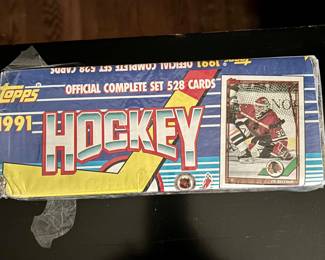 1991 OFFICIAL COMPLETE SET 528 CARDS
Topps
OFFICIAL COMPLETE SET 528 CARDS
1991
HOCKEY